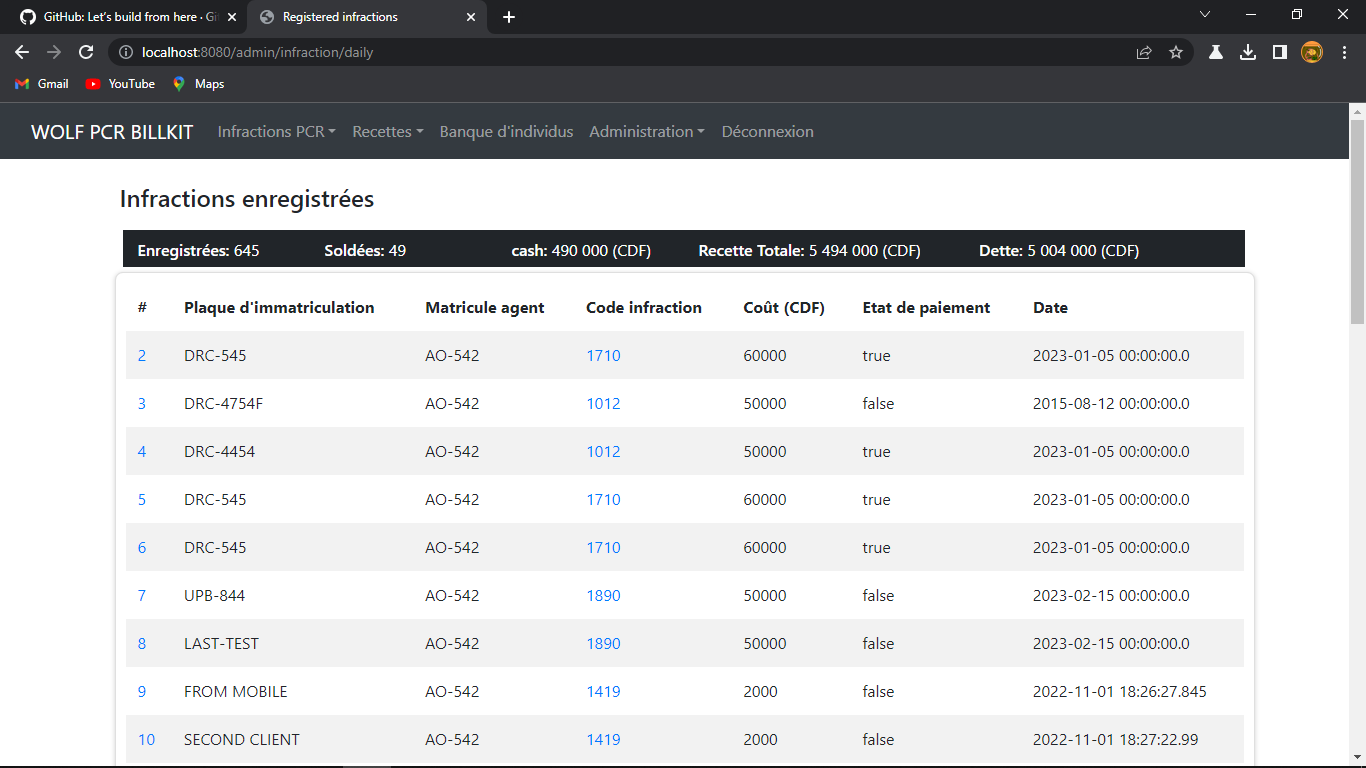 GitHub: Let's build from here · Gi
Registered infractions
localhost:8080/admin/infraction/daily
Gmail YouTube Maps
WOLF PCR BILLKIT Infractions PCR Recettes Banque d'individus Administration Déconnexion
Infractions enregistrées
Enregistrées: 645 Soldées: 49 cash: 490 000 (CDF) Recette Totale: 5 494 000 (CDF) Dette: 5 004 000 (CDF)
# Plaque d'immatriculation Matricule agent Code infraction Coût (CDF) Etat de paiement Date
2 DRC-545 AO-542 1710 60000 true 2023-01-05 00:00:00.0
3 DRC-4754F AO-542 1012 50000 false 2015-08-12 00:00:00.0
4 DRC-4454 AO-542 1012 50000 true 2023-01-05 00:00:00.0
5 DRC-545 AO-542 1710 60000 true 2023-01-05 00:00:00.0
6 DRC-545 AO-542 1710 60000 true 2023-01-05 00:00:00.0
7 UPB-844 AO-542 1890 50000 false 2023-02-15 00:00:00.0
8 LAST-TEST AO-542 1890 50000 false 2023-02-15 00:00:00.0
9 FROM MOBILE AO-542 1419 2000 false 2022-11-01 18:26:27.845
10 SECOND CLIENT AO-542 1419 2000 false 2022-11-01 18:27:22.99